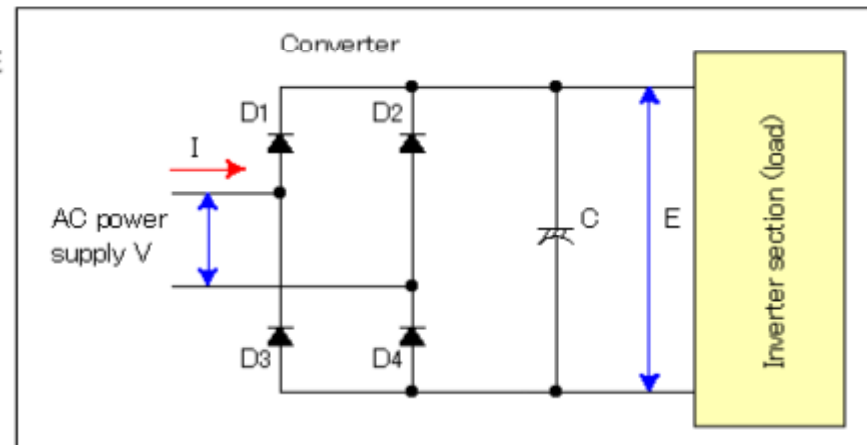 Converter
D1
D2
I
AC power
supply V
C
E
D3
D4
Inverter section (load)